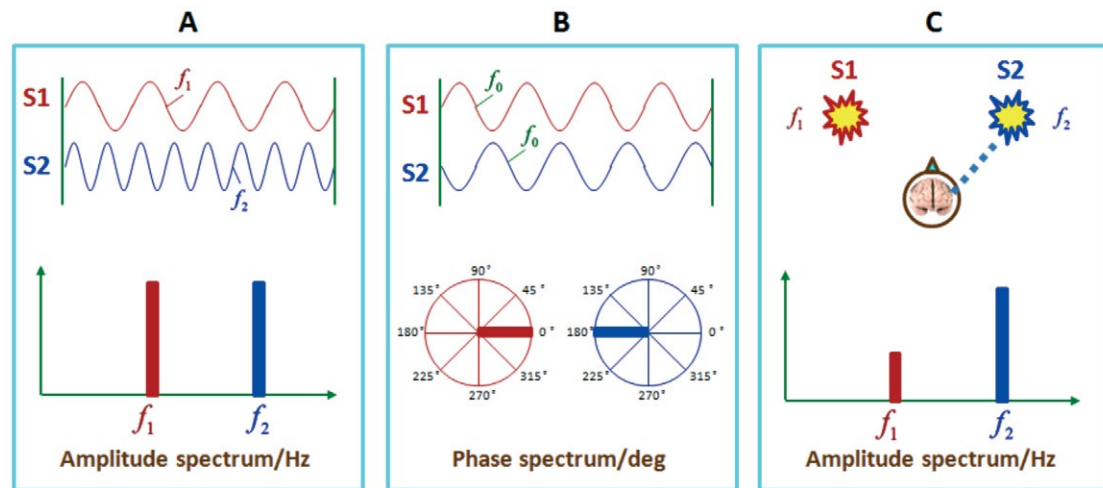 A
S1
f1
S2
f2
135°
90°
45°
180°
0°
225°
270°
315°
135°
90°
45°
180°
0°
225°
270°
315°
f1
f2
Amplitude spectrum/Hz
B
S1
f0
S2
f0
Phase spectrum/deg
C
S1
S2
f1
f2
f1
f2
Amplitude spectrum/Hz